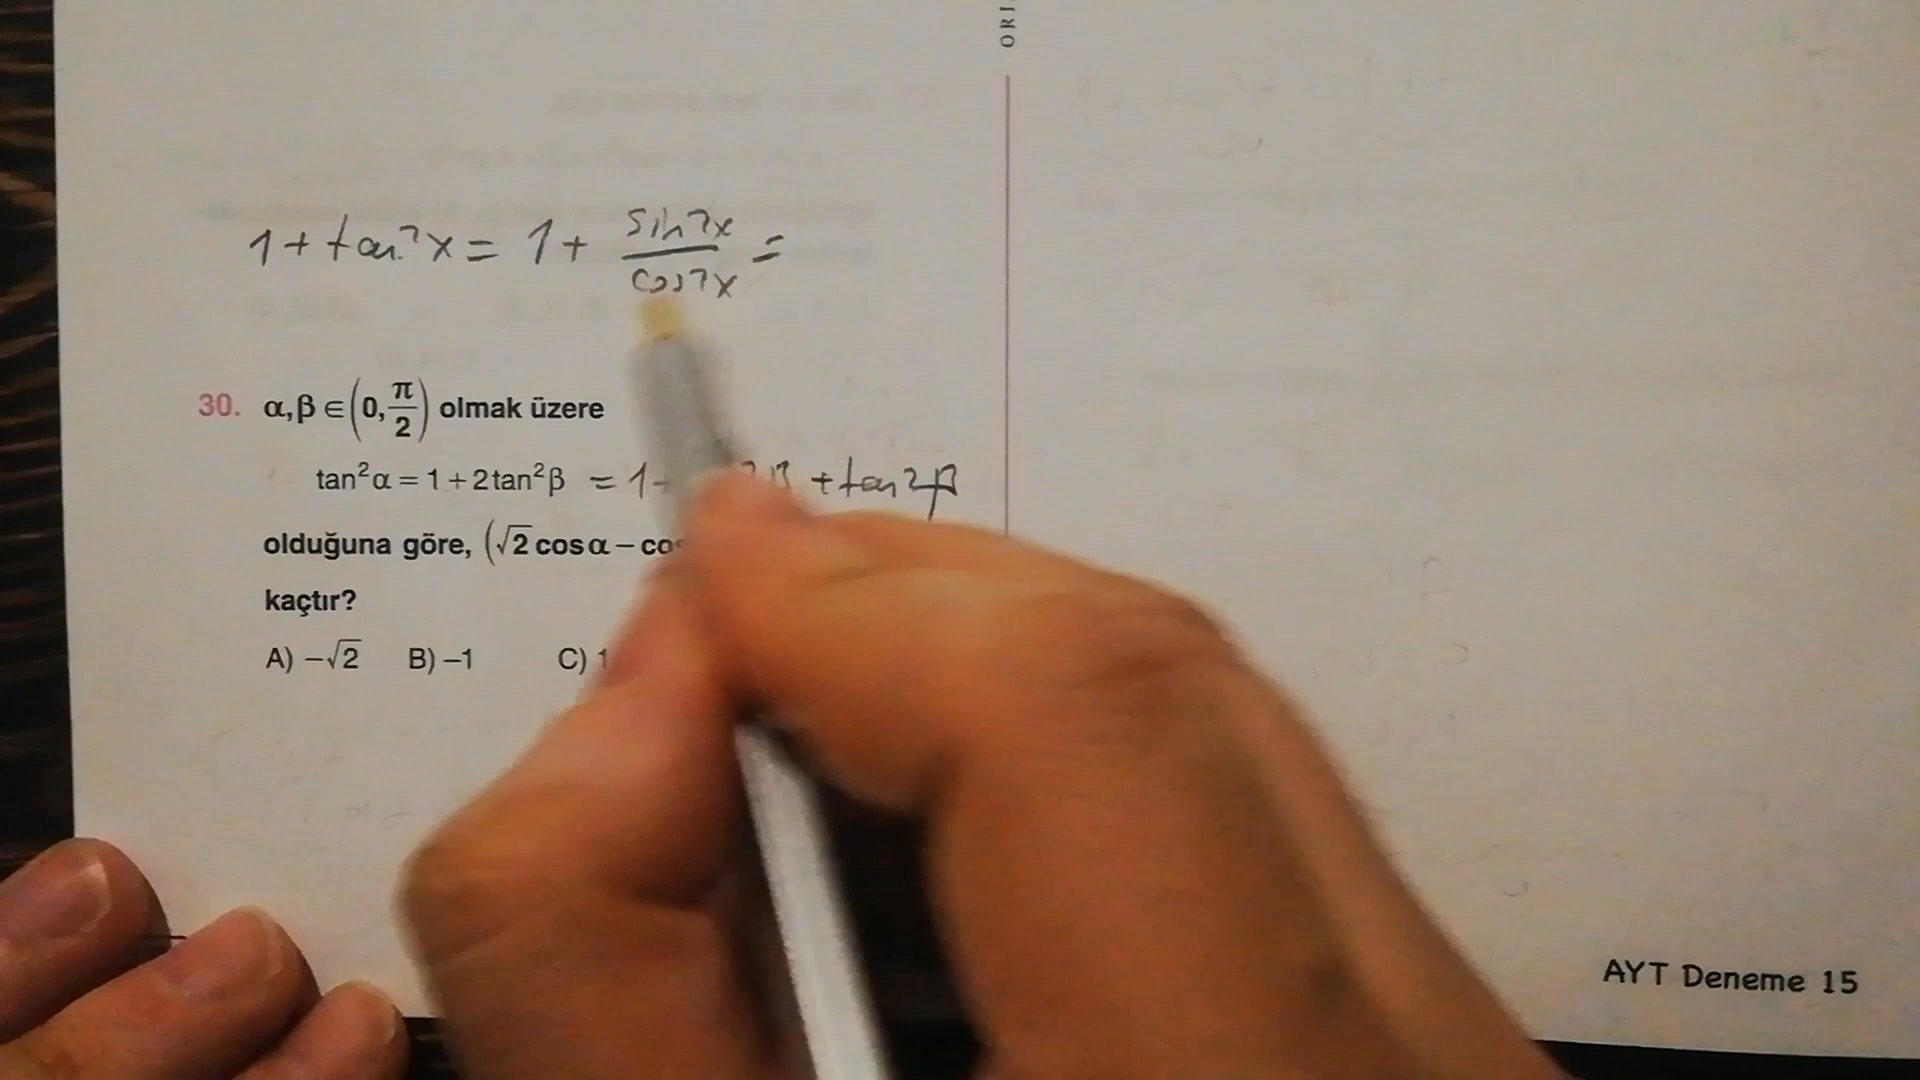 ORI
1 + tan²x = 1 + sin²x / cos²x =
30. α,β ∈ (0, π/2) olmak üzere
tan²α = 1 + 2tan²β = 1 + tan²β
olduğuna göre, (√2 cosα – co
kaçtır?
A) –√2 B) –1 C) 1
AYT Deneme 15